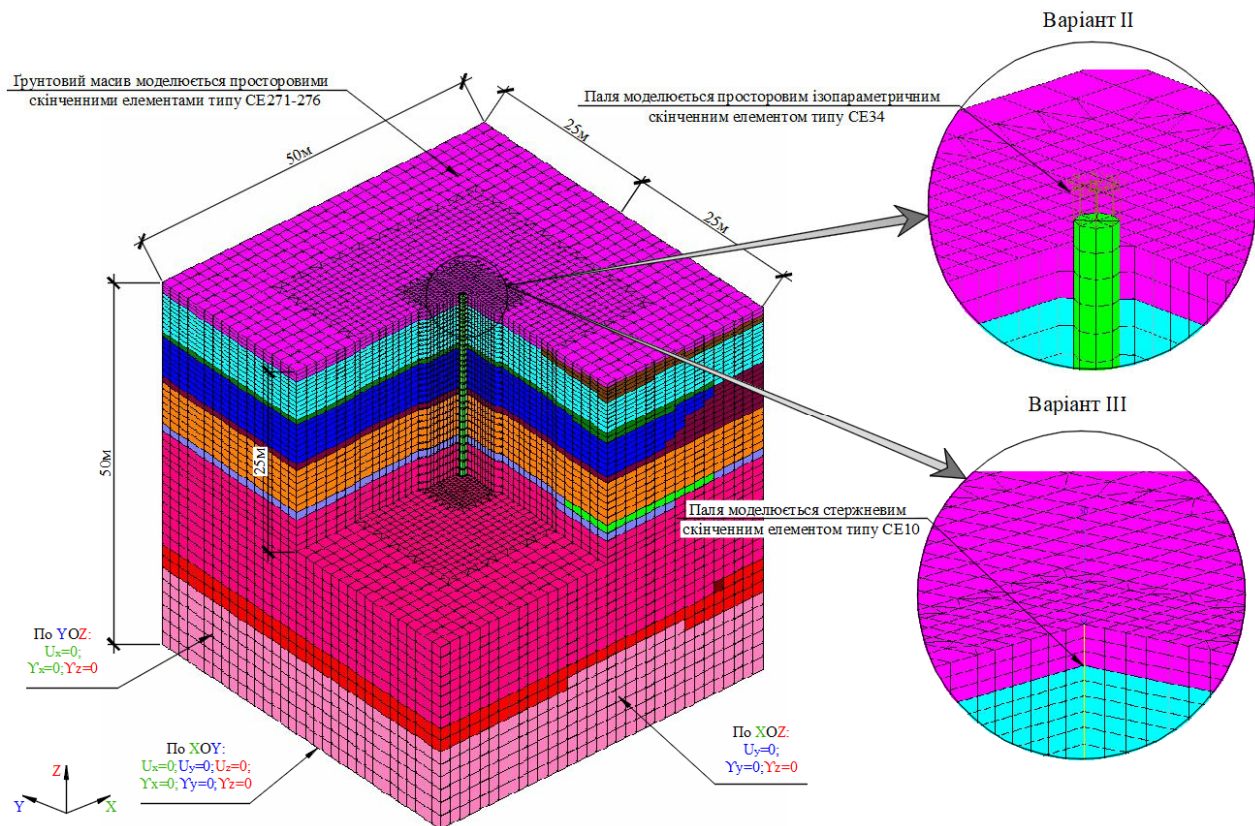 Варіант II
Ґрунтовий масив моделюється просторовими
скінченними елементами типу СЕ271-276
Паля моделюється просторовим ізопараметричним
скінченним елементом типу СЕ34
50м
25м
25м
50м
25м
Варіант III
Паля моделюється стержневим
скінченним елементом типу СЕ10
По YOZ:
Ux=0;
ϒx=0;ϒz=0
По XOY:
Ux=0;Uy=0;Uz=0;
ϒx=0;ϒy=0;ϒz=0
По XOZ:
Uy=0;
ϒy=0;ϒz=0
Z
Y
X